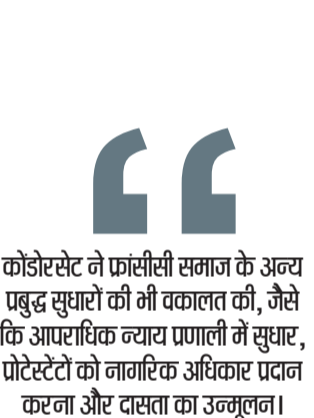 “
कोंडोरसेट ने फ्रांसीसी समाज के अन्य
प्रबुद्ध सुधारों की भी वकालत की, जैसे
कि आपराधिक न्याय प्रणाली में सुधार,
प्रोटेस्टेंटों को नागरिक अधिकार प्रदान
करना और दासता का उन्मूलन।